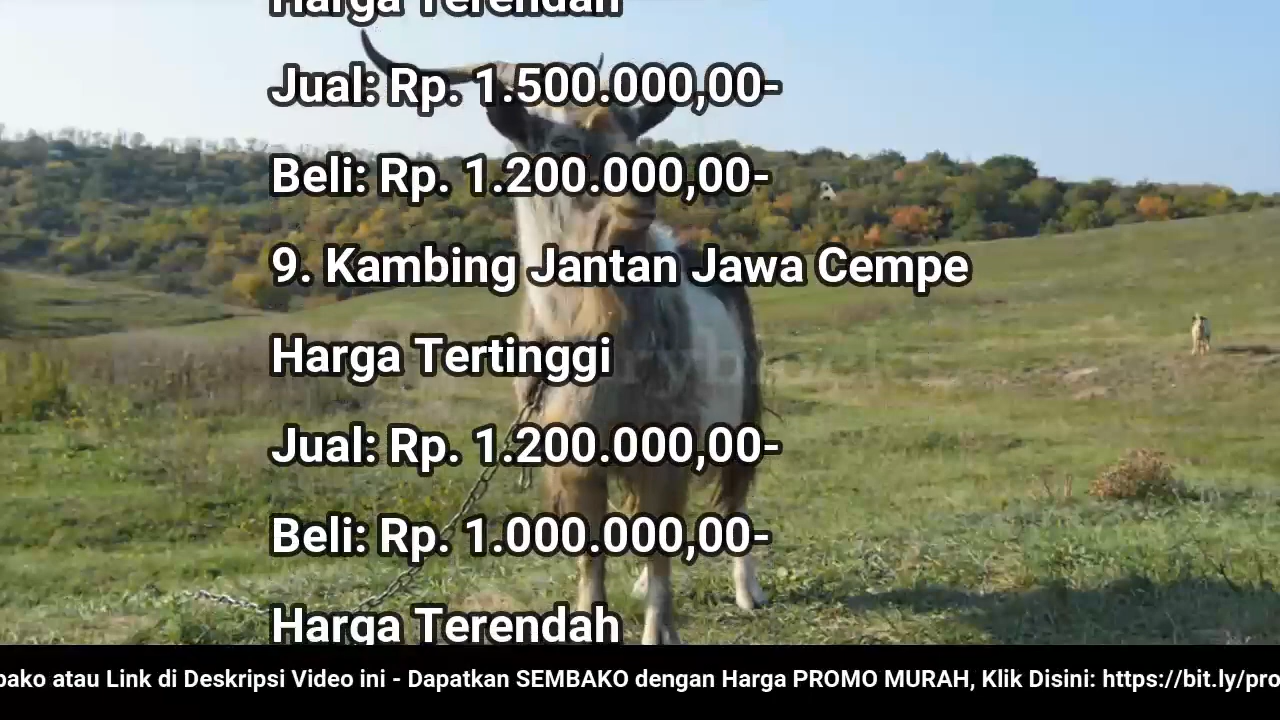 Harga Terendah
Jual: Rp. 1.500.000,00-
Beli: Rp. 1.200.000,00-
9. Kambing Jantan Jawa Cempe
Harga Tertinggi
Jual: Rp. 1.200.000,00-
Beli: Rp. 1.000.000,00-
Harga Terendah
bako atau Link di Deskripsi Video ini - Dapatkan SEMBAKO dengan Harga PROMO MURAH, Klik Disini: https://bit.ly/pro